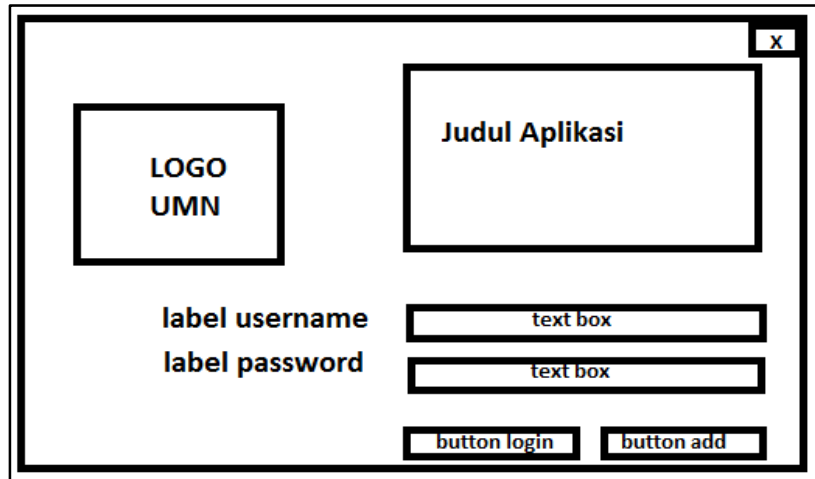 x
Judul Aplikasi
LOGO
UMN
label username
text box
label password
text box
button login
button add